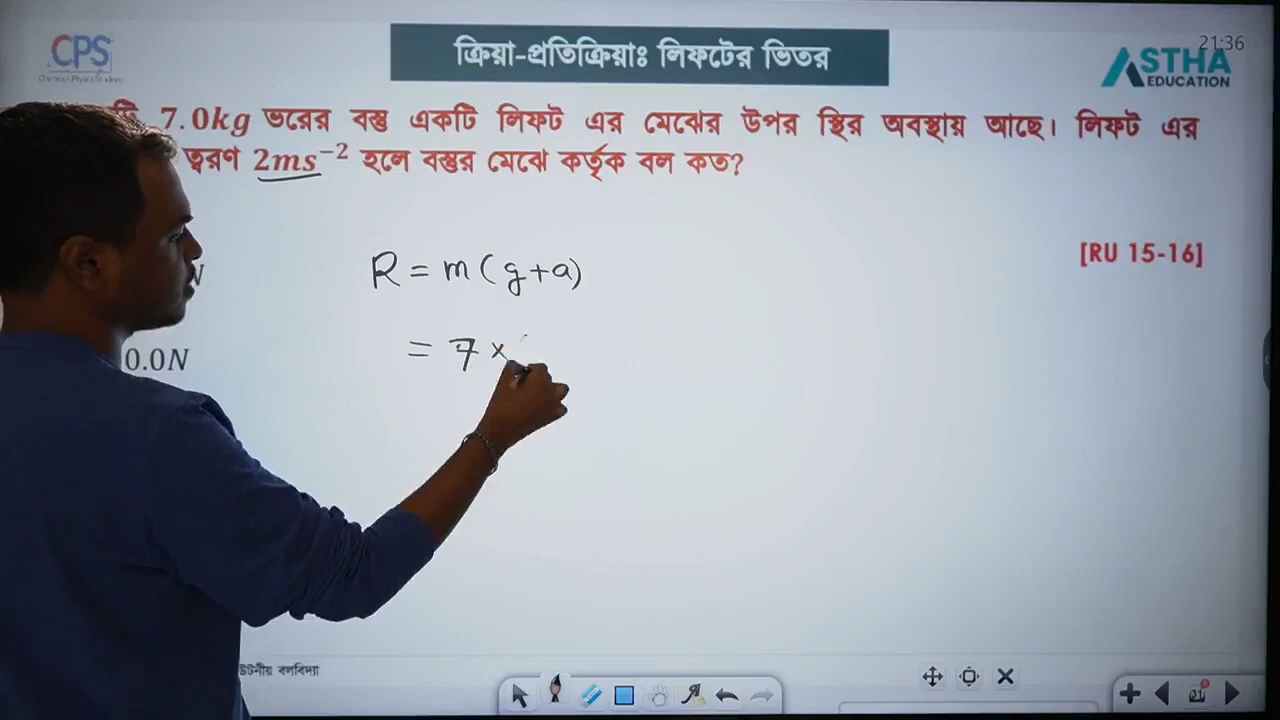 ক্রিয়া-প্রতিক্রিয়াঃ লিফটের ভিতর
21:36
CPS
ASTHA
EDUCATION
7.0kg ভরের বস্তু একটি লিফট এর মেঝের উপর স্থির অবস্থায় আছে। লিফট এর
ত্বরণ 2ms⁻² হলে বস্তুর মেঝে কর্তৃক বল কত?
[RU 15-16]
R = m (g+a)
= 7 ×
0.0N
বলবিদ্যা